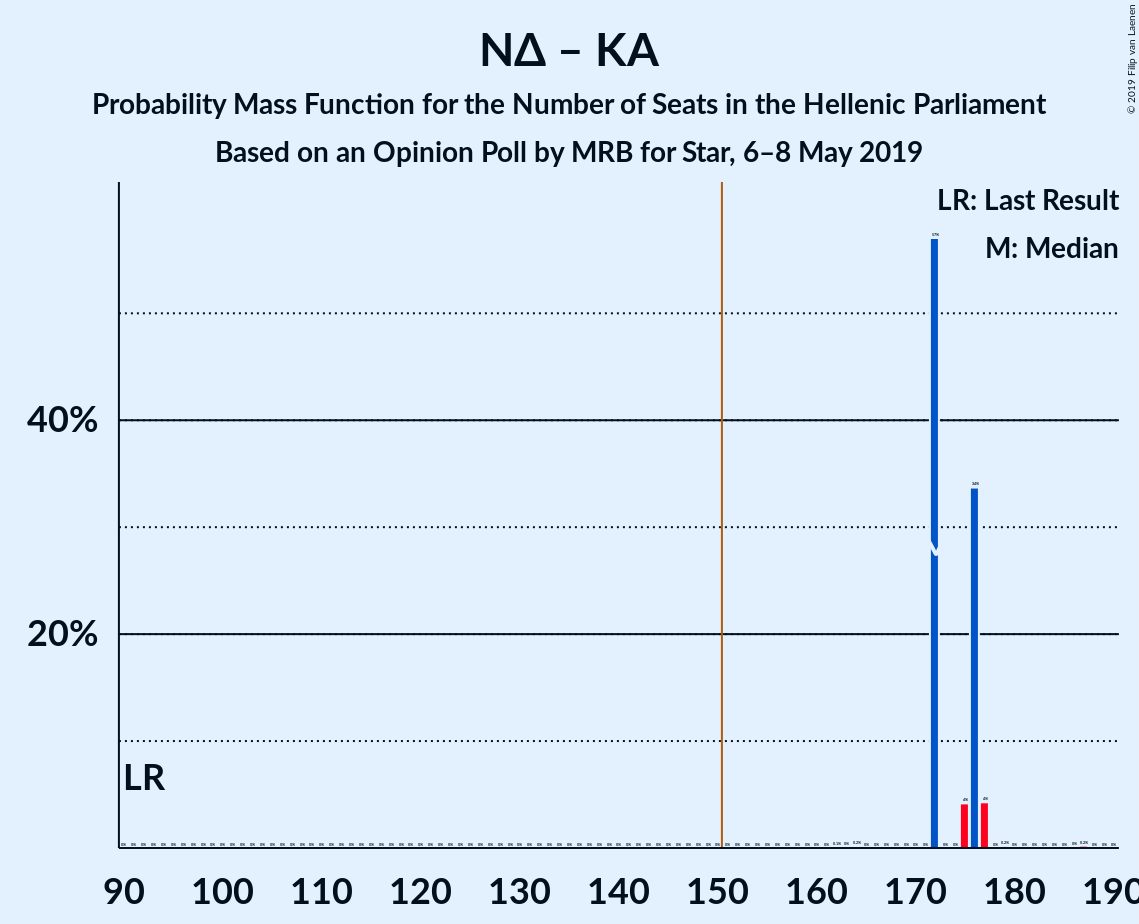 NΔ – KA
Probability Mass Function for the Number of Seats in the Hellenic Parliament
Based on an Opinion Poll by MRB for Star, 6–8 May 2019
© 2019 Filip van Laenen
LR: Last Result
M: Median
40%
20%
LR
90 100 110 120 130 140 150 160 170 180 190